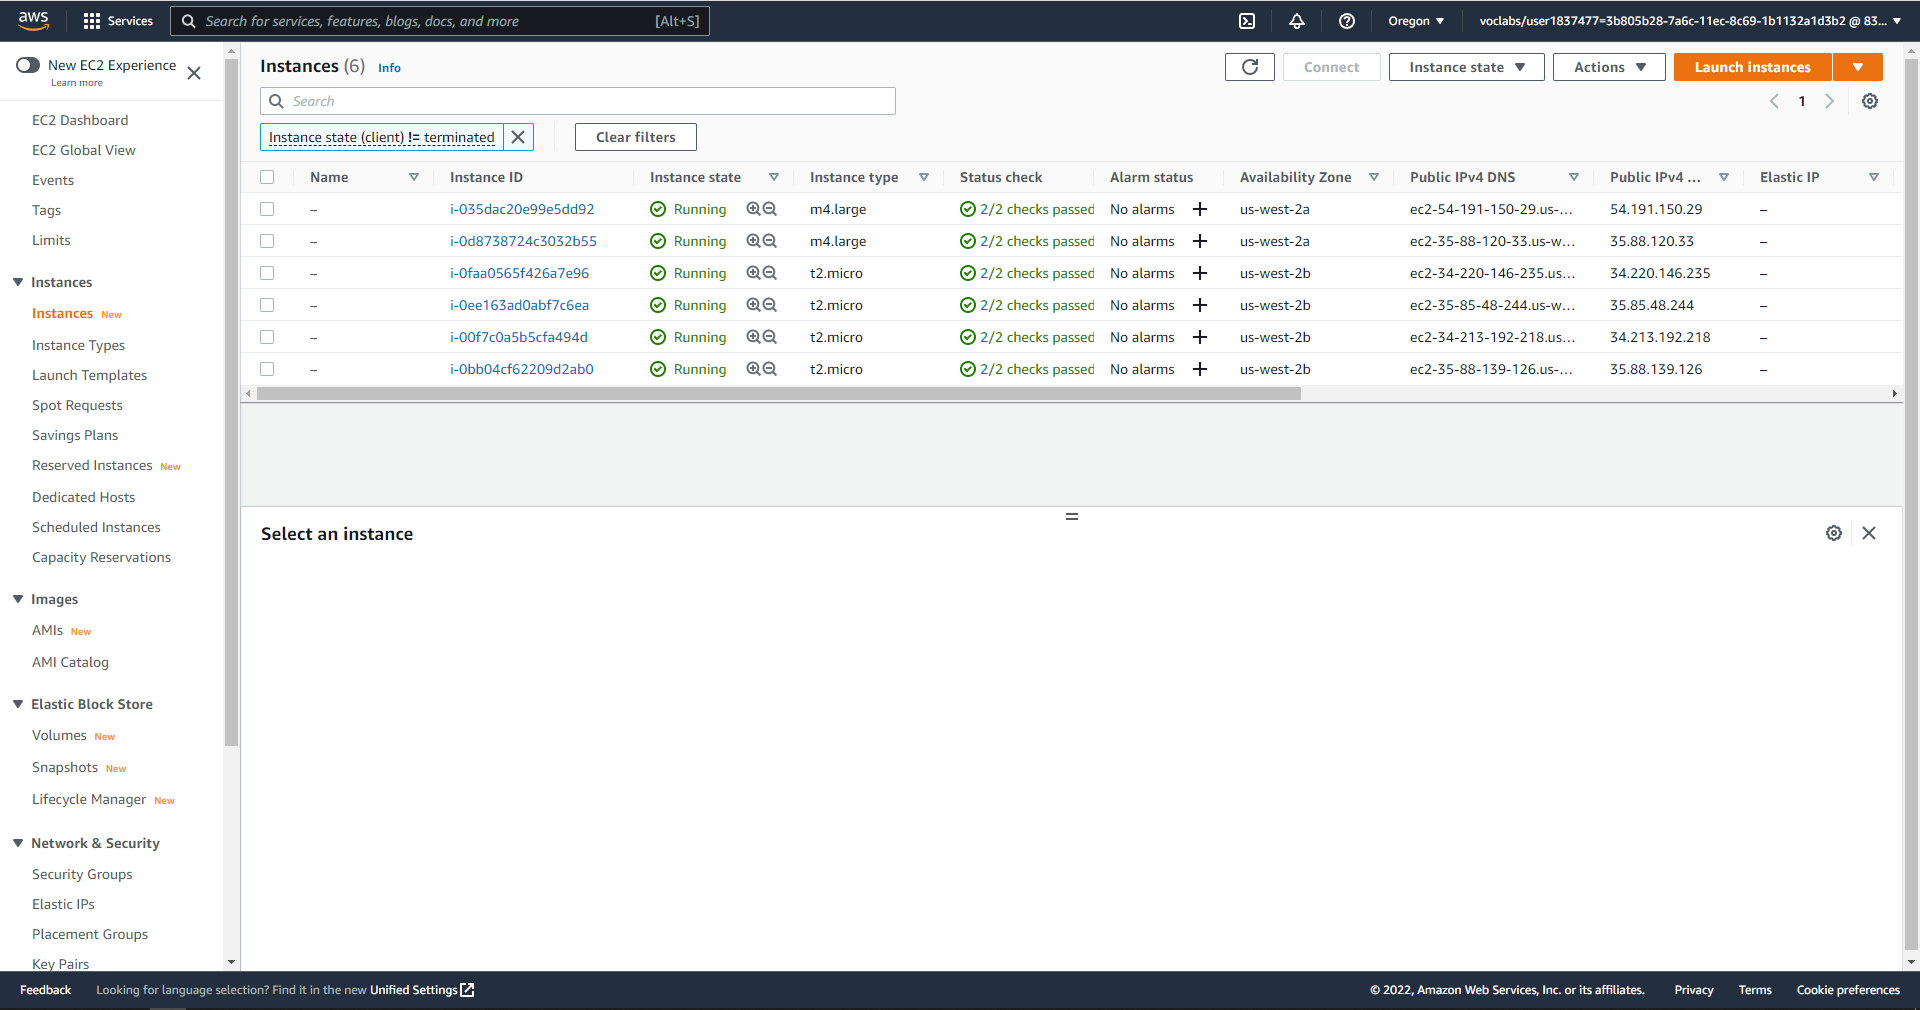 aws Services Search for services, features, blogs, docs, and more [Alt+S] Oregon voclabs/user1837477=3b805b28-7a6c-11ec-8c69-1b1132a1d3b2 @ 83...
New EC2 Experience
Learn more
EC2 Dashboard
EC2 Global View
Events
Tags
Limits
Instances
Instances New
Instance Types
Launch Templates
Spot Requests
Savings Plans
Reserved Instances New
Dedicated Hosts
Scheduled Instances
Capacity Reservations
Images
AMIs New
AMI Catalog
Elastic Block Store
Volumes New
Snapshots New
Lifecycle Manager New
Network & Security
Security Groups
Elastic IPs
Placement Groups
Key Pairs
Instances (6) Info Connect Instance state Actions Launch instances
Search 1
Instance state (client) != terminated Clear filters
Name Instance ID Instance state Instance type Status check Alarm status Availability Zone Public IPv4 DNS Public IPv4 ... Elastic IP
– i-035dac20e99e5dd92 Running m4.large 2/2 checks passed No alarms us-west-2a ec2-54-191-150-29.us-... 54.191.150.29 –
– i-0d8738724c3032b55 Running m4.large 2/2 checks passed No alarms us-west-2a ec2-35-88-120-33.us-w... 35.88.120.33 –
– i-0faa0565f426a7e96 Running t2.micro 2/2 checks passed No alarms us-west-2b ec2-34-220-146-235.us... 34.220.146.235 –
– i-0ee163ad0abf7c6ea Running t2.micro 2/2 checks passed No alarms us-west-2b ec2-35-85-48-244.us-w... 35.85.48.244 –
– i-00f7c0a5b5cfa494d Running t2.micro 2/2 checks passed No alarms us-west-2b ec2-34-213-192-218.us... 34.213.192.218 –
– i-0bb04cf62209d2ab0 Running t2.micro 2/2 checks passed No alarms us-west-2b ec2-35-88-139-126.us-... 35.88.139.126 –
Select an instance
Feedback Looking for language selection? Find it in the new Unified Settings © 2022, Amazon Web Services, Inc. or its affiliates. Privacy Terms Cookie preferences